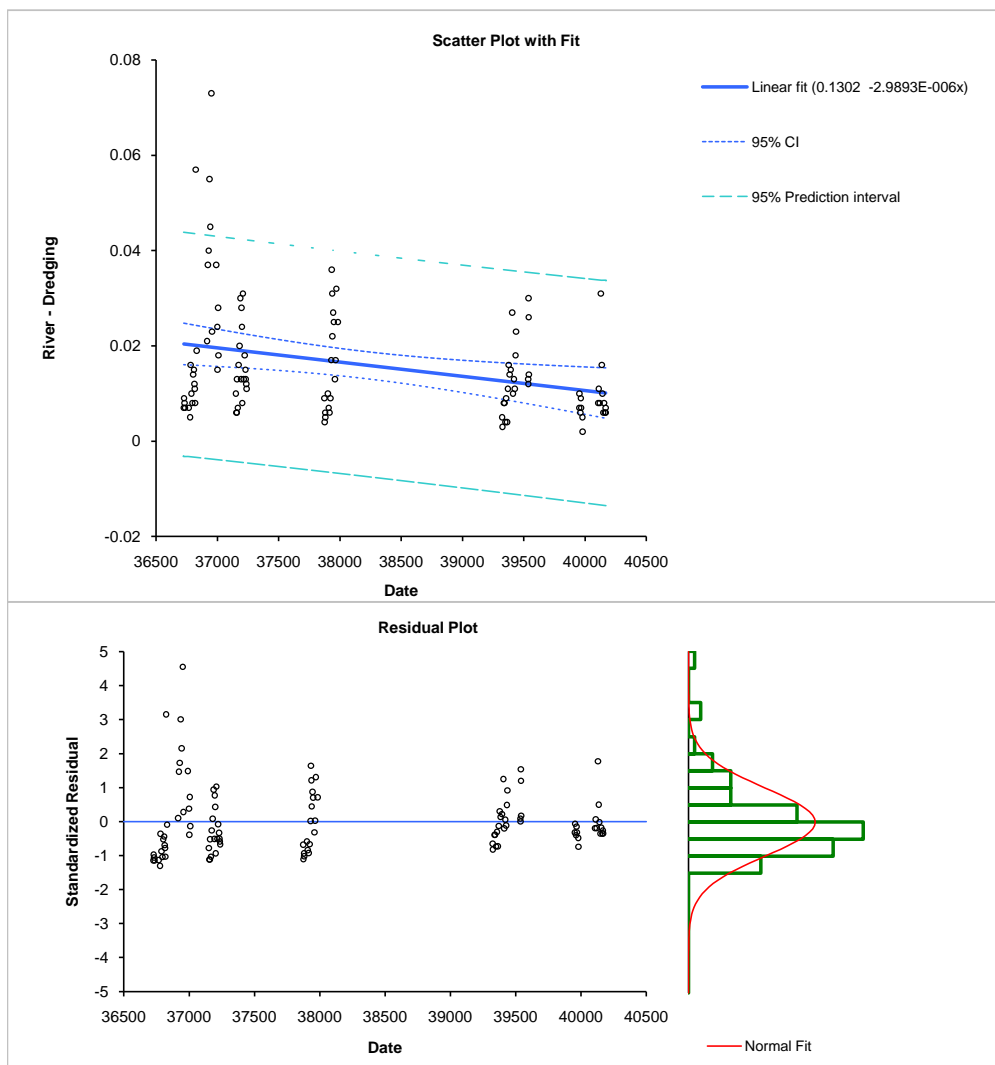 Scatter Plot with Fit
0.08
0.06
0.04
0.02
0
-0.02
River - Dredging
36500 37000 37500 38000 38500 39000 39500 40000 40500
Date
Linear fit (0.1302 -2.9893E-006x)
95% CI
95% Prediction interval
Residual Plot
5
4
3
2
1
0
-1
-2
-3
-4
-5
Standardized Residual
36500 37000 37500 38000 38500 39000 39500 40000 40500
Date
Normal Fit